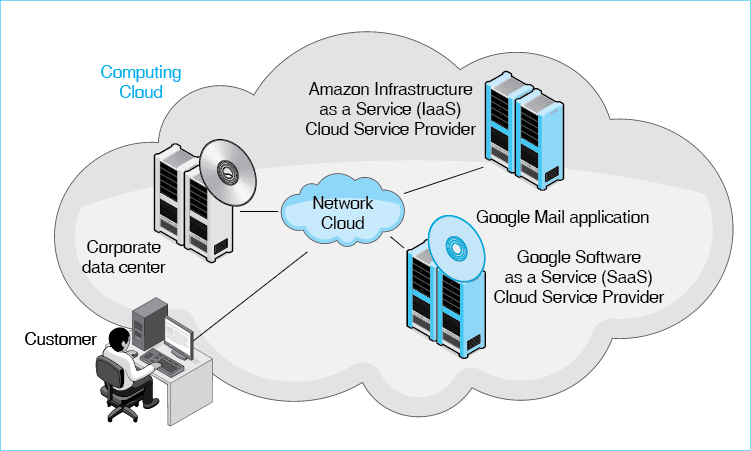 Computing
Cloud
Amazon Infrastructure
as a Service (IaaS)
Cloud Service Provider
Network
Cloud
Google Mail application
Corporate
data center
Google Software
as a Service (SaaS)
Cloud Service Provider
Customer